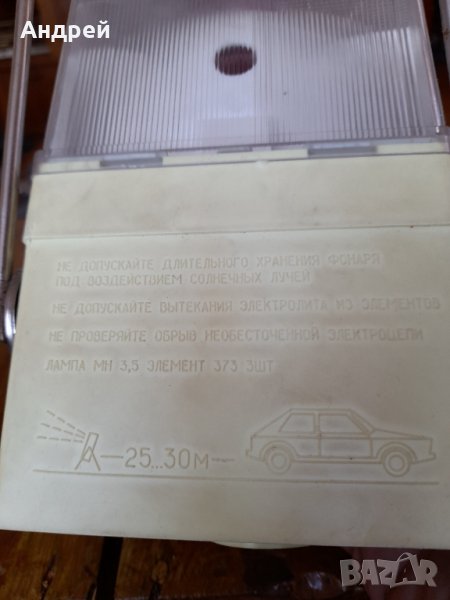 Андрей
НЕ ДОПУСКАЙТЕ ДЛИТЕЛЬНОГО ХРАНЕНИЯ ФОНАРЯ
ПОД ВОЗДЕЙСТВИЕМ СОЛНЕЧНЫХ ЛУЧЕЙ
НЕ ДОПУСКАЙТЕ ВЫТЕКАНИЯ ЭЛЕКТРОЛИТА ИЗ ЭЛЕМЕНТОВ
НЕ ПРОВЕРЯЙТЕ ОБРЫВ НЕОБЕСТОЧЕННОЙ ЭЛЕКТРОЦЕПИ
ЛАМПА МН 3,5 ЭЛЕМЕНТ 373 3ШТ
25...30м
BAZAR